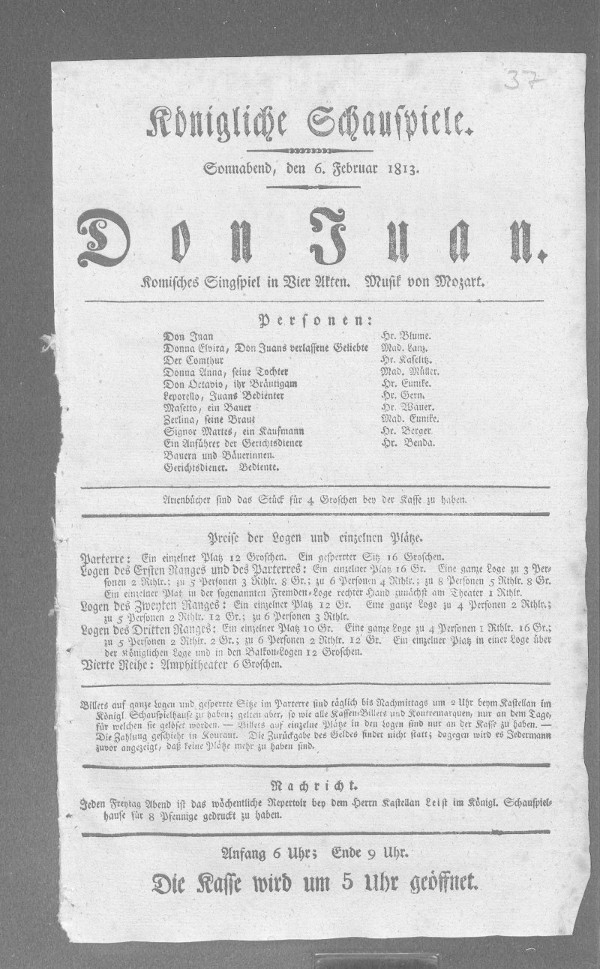 37
Königliche Schauspiele.
Sonnabend, den 6. Februar 1813.
Don Juan.
Komisches Singspiel in Vier Akten. Musik von Mozart.
Personen:
Don Juan Hr. Blume.
Donna Elvira, Don Juans verlassene Geliebte Mad. Lanz.
Der Comthur Hr. Kaselitz.
Donna Anna, seine Tochter Mad. Müller.
Don Octavio, ihr Bräutigam Hr. Eunike.
Leporello, Juans Bedienter Hr. Gern.
Masetto, ein Bauer Hr. Wauer.
Zerlina, seine Braut Mad. Eunike.
Signor Martes, ein Kaufmann Hr. Berger.
Ein Anführer der Gerichtsdiener Hr. Benda.
Bauern und Bäuerinnen.
Gerichtsdiener. Bediente.
Arienbücher sind das Stück für 4 Groschen bey der Kasse zu haben.
Preise der Logen und einzelnen Plätze.
Parterre: Ein einzelner Platz 12 Groschen. Ein gesperrter Sitz 16 Groschen.
Logen des Ersten Ranges und des Parterres: Ein einzelner Platz 16 Gr. Eine ganze Loge zu 3 Per-
sonen 2 Rthlr.; zu 5 Personen 3 Rthlr. 8 Gr.; zu 6 Personen 4 Rthlr.; zu 8 Personen 5 Rthlr. 8 Gr.
Ein einzelner Platz in der sogenannten Fremden-Loge rechter Hand zunächst am Theater 1 Rthlr.
Logen des Zweyten Ranges: Ein einzelner Platz 12 Gr. Eine ganze Loge zu 4 Personen 2 Rthlr.;
zu 5 Personen 2 Rthlr. 12 Gr.; zu 6 Personen 3 Rthlr.
Logen des Dritten Ranges: Ein einzelner Platz 10 Gr. Eine ganze Loge zu 4 Personen 1 Rthlr. 16 Gr.;
zu 5 Personen 2 Rthlr. 2 Gr.; zu 6 Personen 2 Rthlr. 12 Gr. Ein einzelner Platz in einer Loge über
der Königlichen Loge und in den Balkon-Logen 12 Groschen.
Vierte Reihe: Amphitheater 6 Groschen.
Billets auf ganze Logen und gesperrte Sitze im Parterre sind täglich bis Nachmittags um 2 Uhr beym Kastellan im
Königl. Schauspielhause zu haben; gelten aber, so wie alle Kassen-Billets und Kontremarquen, nur an dem Tage,
für welchen sie gelöset worden. — Billets auf einzelne Plätze in den Logen sind nur an der Kasse zu haben. —
Die Zahlung geschieht in Kourant. Die Zurückgabe des Geldes findet nicht statt; dagegen wird es Jedermann
zuvor angezeigt, daß keine Plätze mehr zu haben sind.
Nachricht.
Jeden Freytag Abend ist das wöchentliche Repertoir bey dem Herrn Kastellan Leist im Königl. Schauspiel-
hause für 8 Pfennige gedruckt zu haben.
Anfang 6 Uhr; Ende 9 Uhr.
Die Kasse wird um 5 Uhr geöffnet.